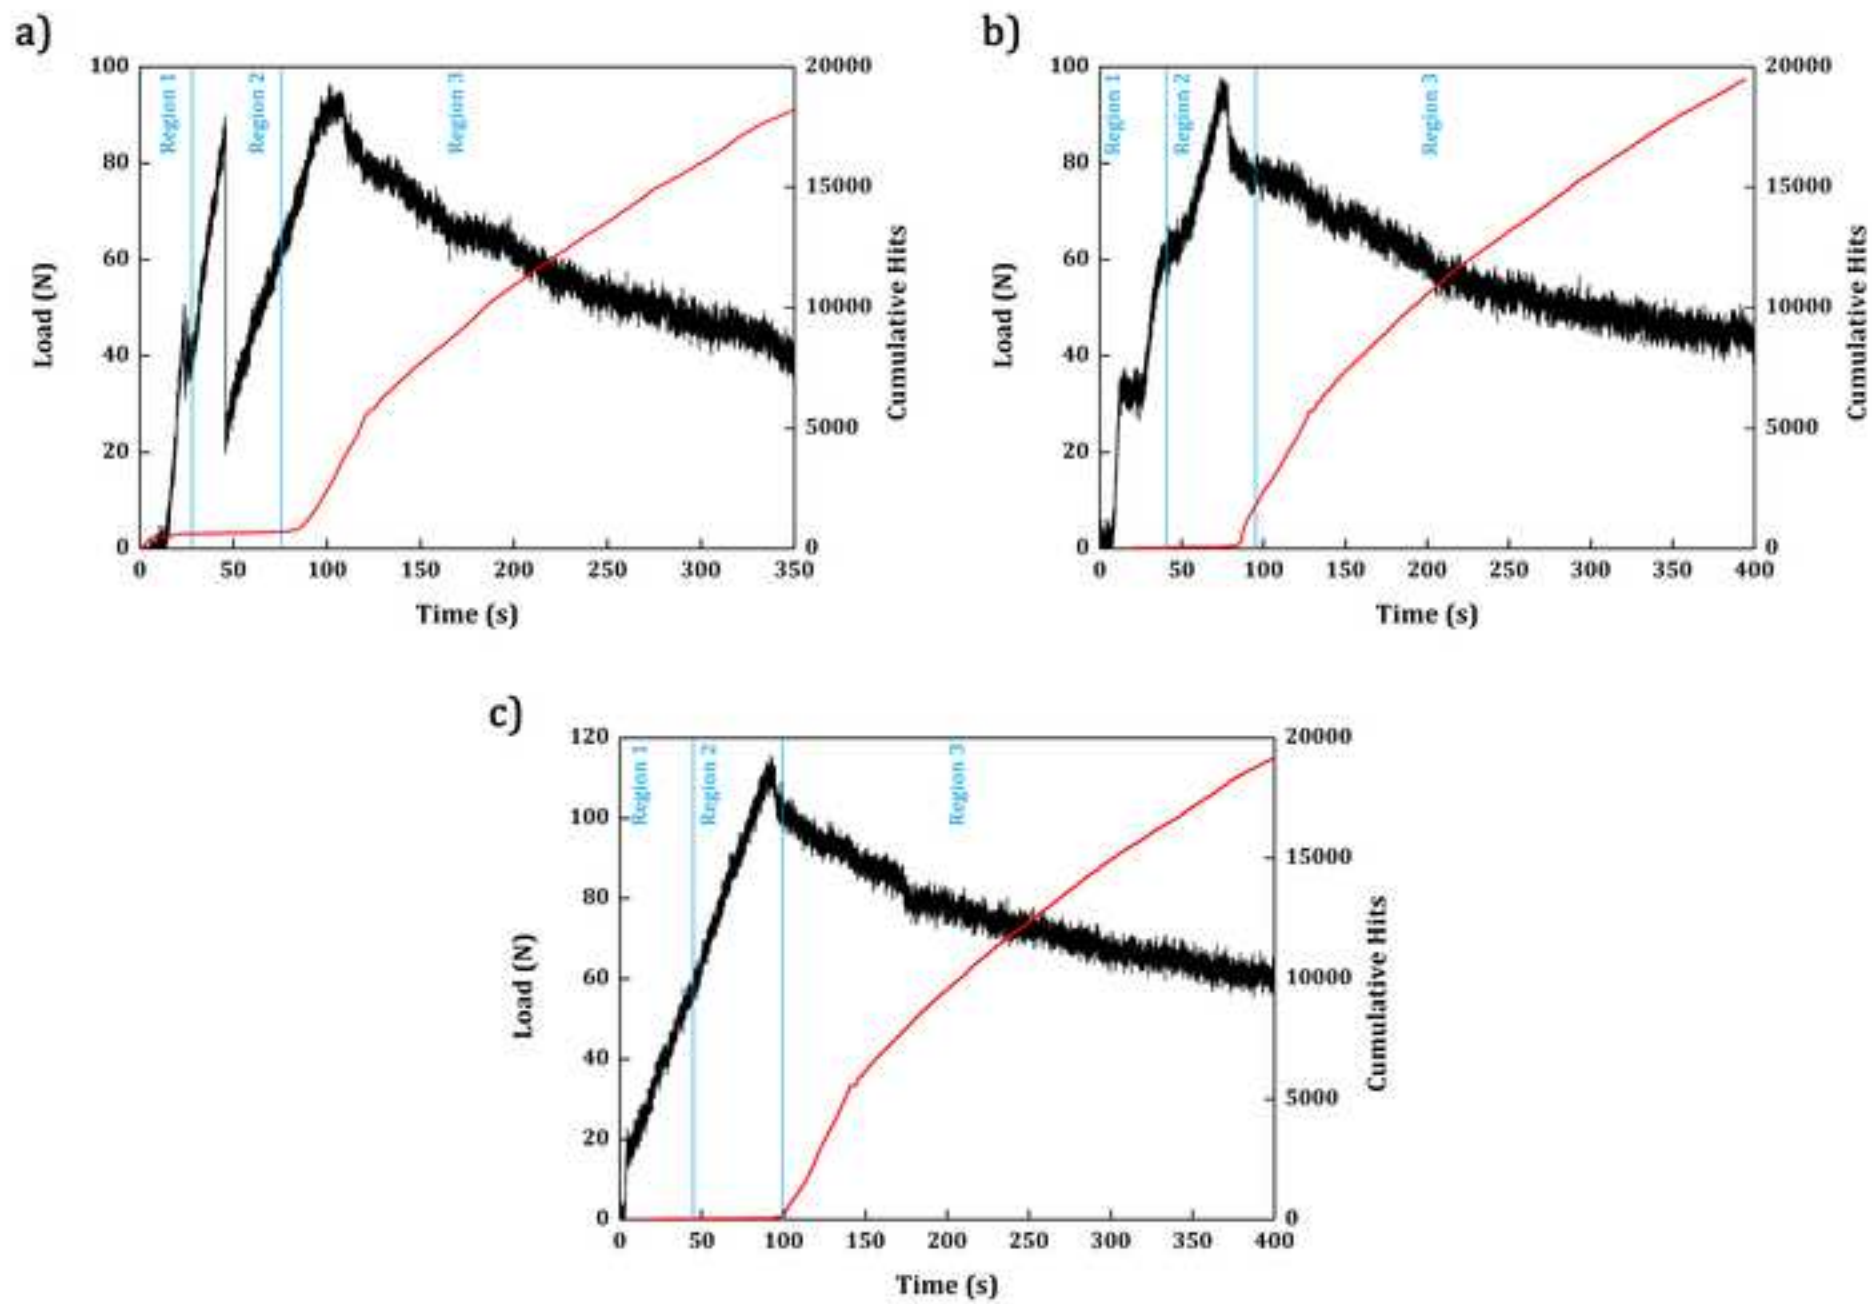 a)
100
80
60
40
20
0
Load (N)
Region 1
Region 2
Region 3
20000
15000
10000
5000
0
Cumulative Hits
0 50 100 150 200 250 300 350
Time (s)
b)
100
80
60
40
20
0
Load (N)
Region 1
Region 2
Region 3
20000
15000
10000
5000
0
Cumulative Hits
0 50 100 150 200 250 300 350 400
Time (s)
c)
120
100
80
60
40
20
0
Load (N)
Region 1
Region 2
Region 3
20000
15000
10000
5000
0
Cumulative Hits
0 50 100 150 200 250 300 350 400
Time (s)